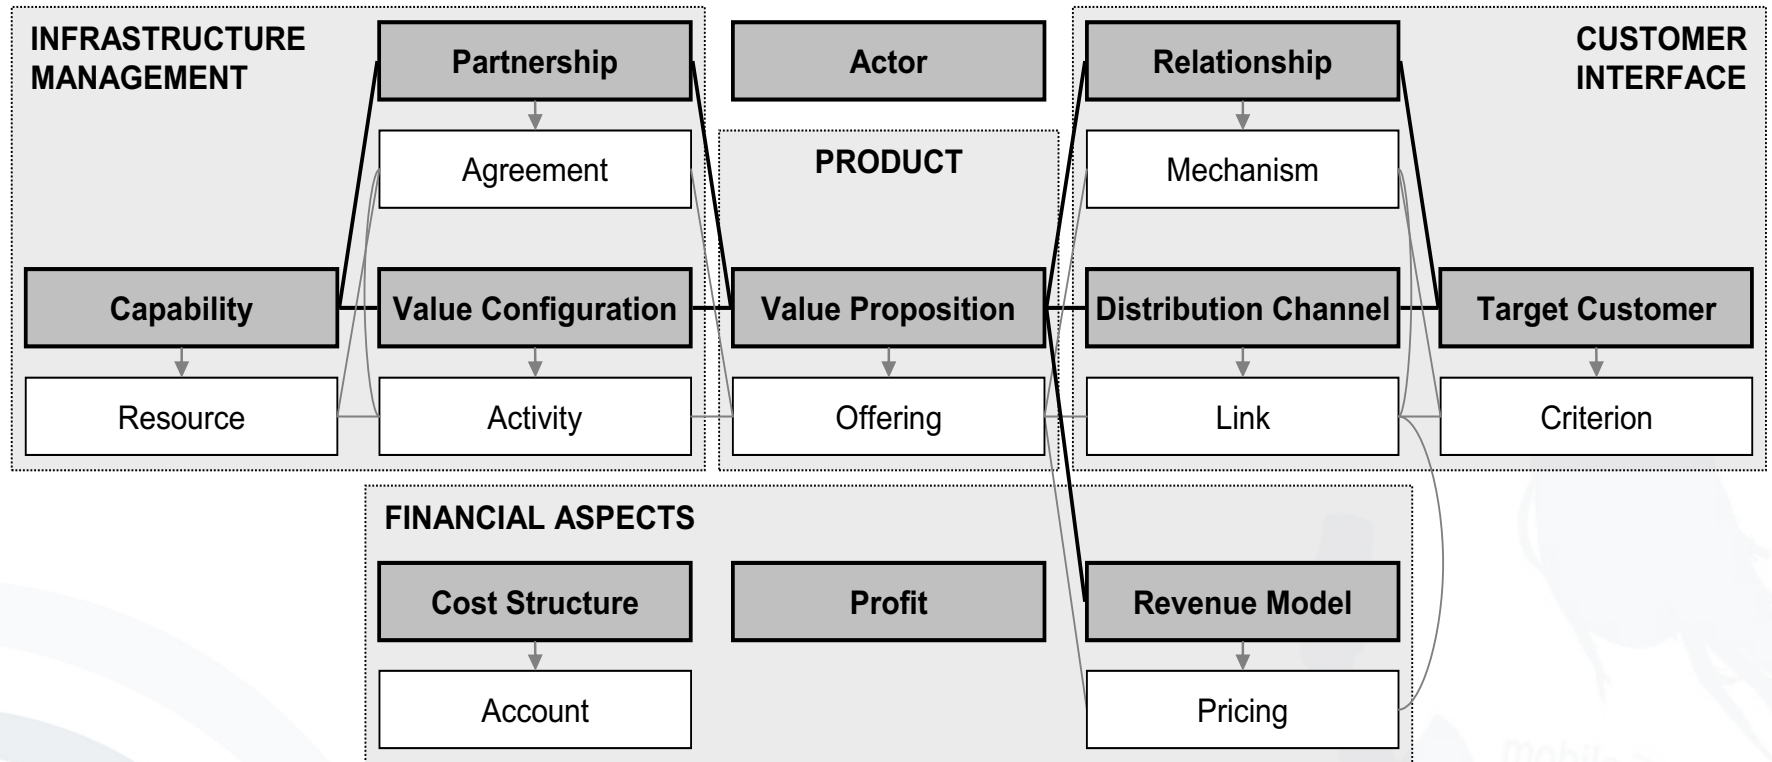 INFRASTRUCTURE
MANAGEMENT
Partnership
Actor
Relationship
CUSTOMER
INTERFACE
Agreement
PRODUCT
Mechanism
Capability
Value Configuration
Value Proposition
Distribution Channel
Target Customer
Resource
Activity
Offering
Link
Criterion
FINANCIAL ASPECTS
Cost Structure
Profit
Revenue Model
Account
Pricing